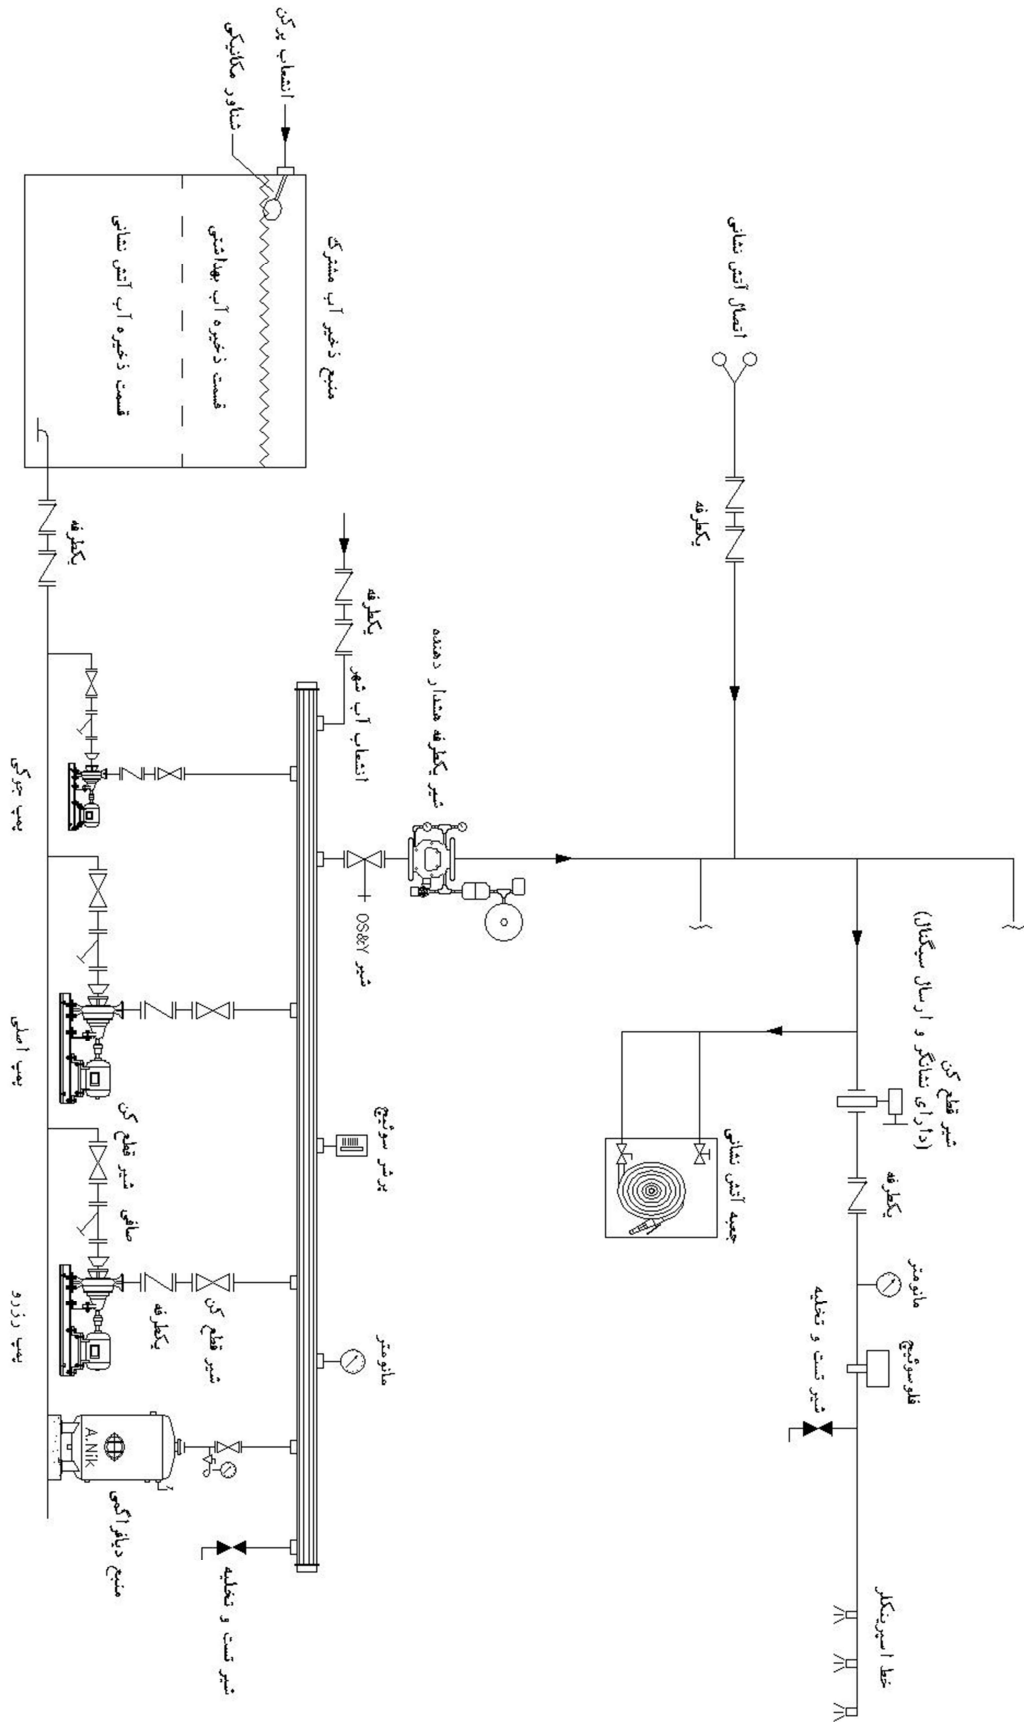 انشعاب پرکن
شناور مکانیکی
منبع ذخیر آب مشترک
قسمت ذخیره آب بهداشتی
قسمت ذخیره آب آتش نشانی
یکطرفه
اتصال آتش نشانی
یکطرفه
یکطرفه
انشعاب آب شهر
شیر یکطرفه هشدار دهنده
شیر OS&Y
پمپ جوکی
پمپ اصلی
شیر قطع کن
صافی
پمپ رزرو
یکطرفه
شیر قطع کن
پرشر سوئیچ
مانومتر
A.Nik
منبع دیافراگمی
شیر تست و تخلیه
شیر قطع کن
(دارای نشانگر و ارسال سیگنال)
جعبه آتش نشانی
یکطرفه
مانومتر
فلوسوئیچ
شیر تست و تخلیه
خط اسپرینکلر